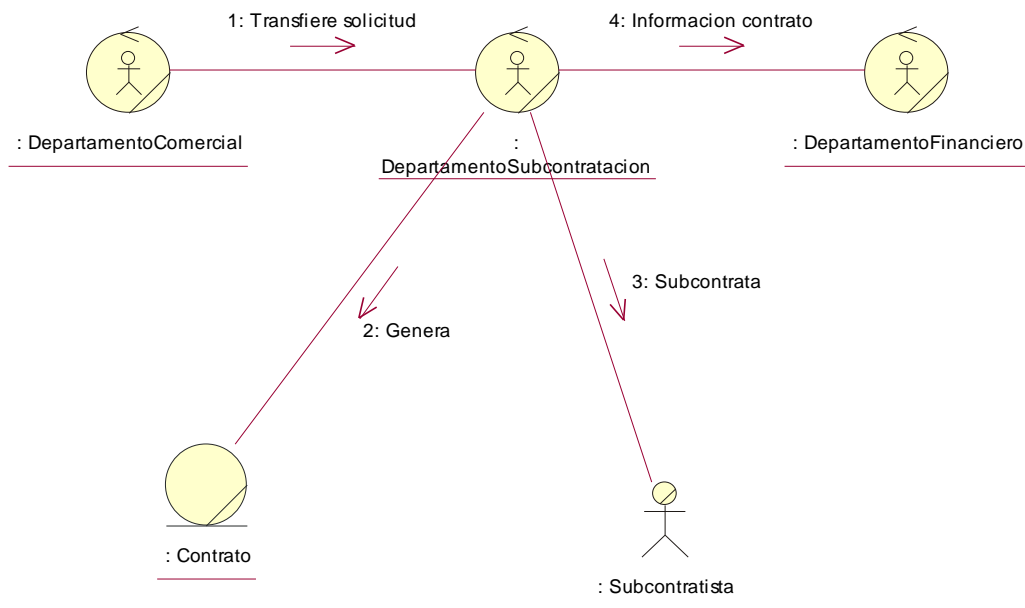 1: Transfiere solicitud
4: Informacion contrato
: DepartamentoComercial
:
DepartamentoSubcontratacion
: DepartamentoFinanciero
3: Subcontrata
2: Genera
: Contrato
: Subcontratista